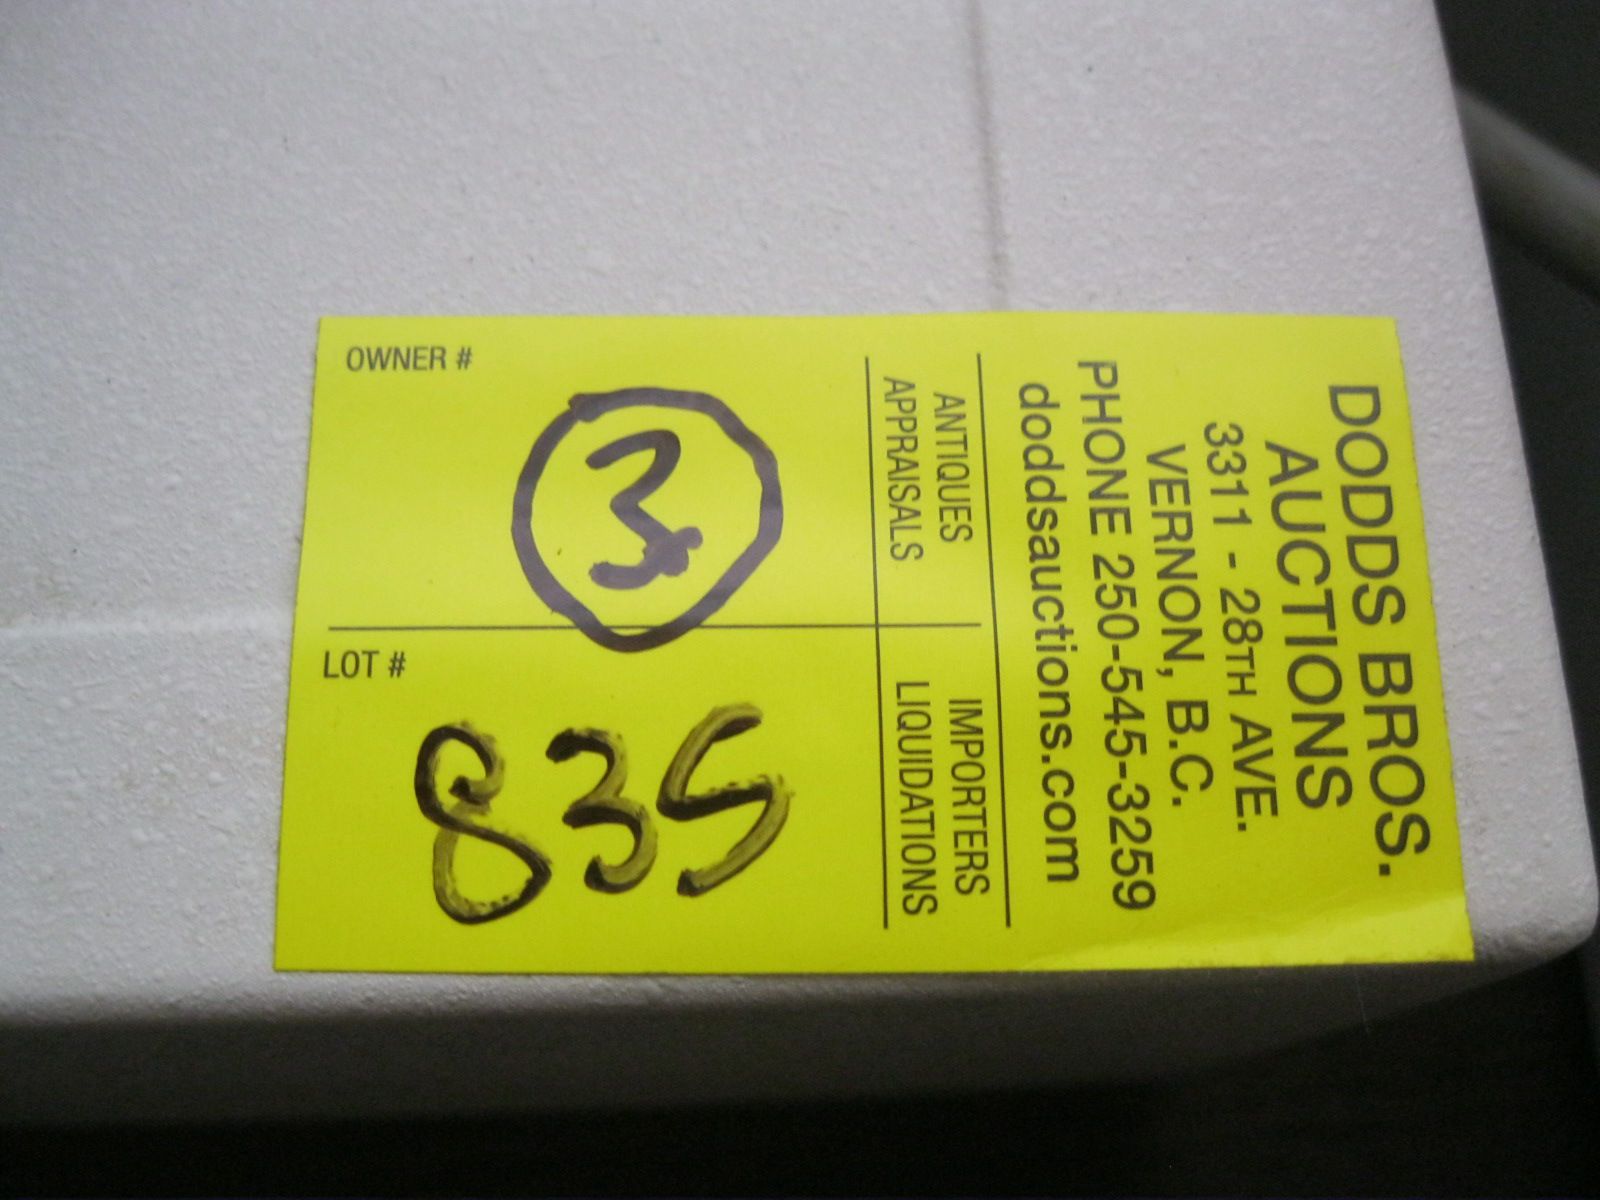 DODDS BROS.
AUCTIONS
3311 - 28TH AVE.
VERNON, B.C.
PHONE 250-545-3259
doddsauctions.com
ANTIQUES IMPORTERS
APPRAISALS LIQUIDATIONS
OWNER #
3
LOT #
835